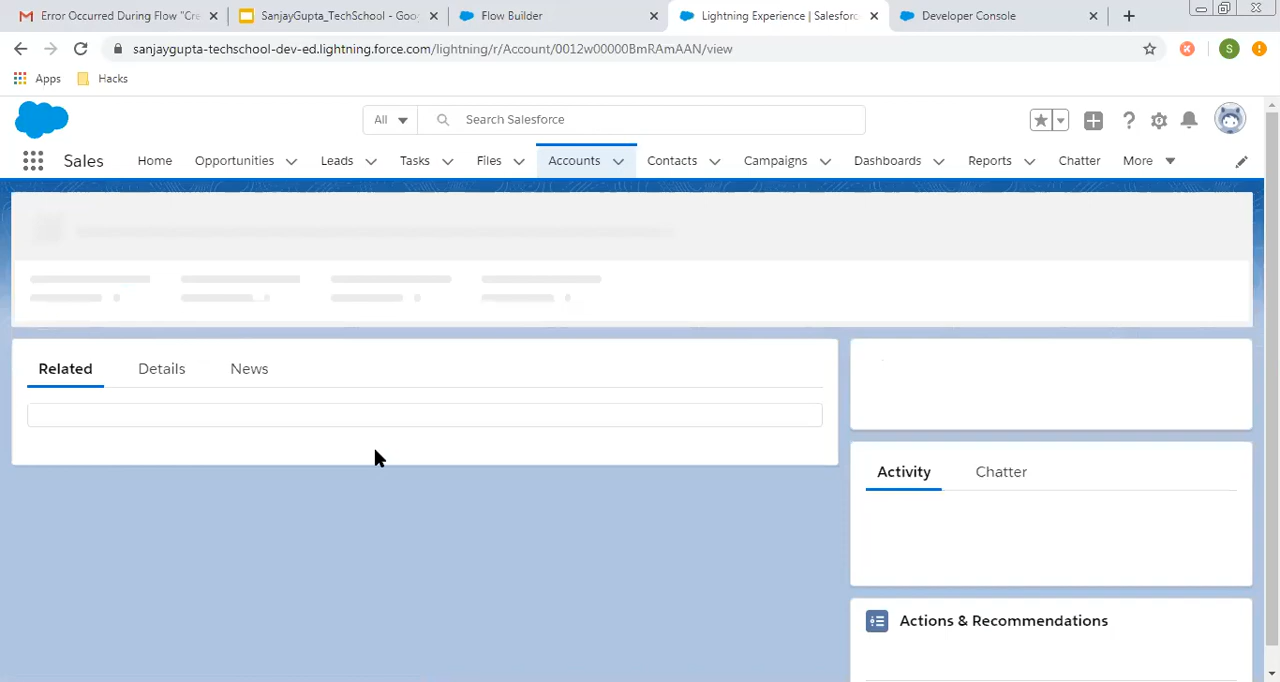 Error Occurred During Flow "Cre
SanjayGupta_TechSchool - Goo
Flow Builder
Lightning Experience | Salesforc
Developer Console
sanjaygupta-techschool-dev-ed.lightning.force.com/lightning/r/Account/0012w00000BmRAmAAN/view
S
Apps
Hacks
All
Search Salesforce
Sales
Home
Opportunities
Leads
Tasks
Files
Accounts
Contacts
Campaigns
Dashboards
Reports
Chatter
More
Related
Details
News
Activity
Chatter
Actions & Recommendations